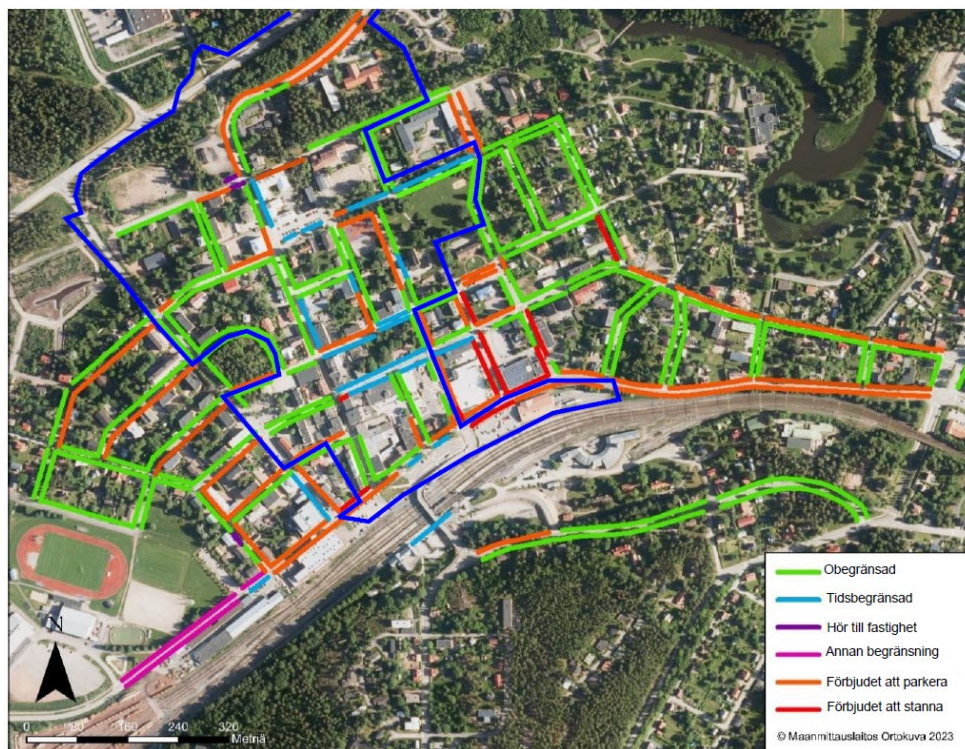 Obegränsad
Tidsbegränsad
Hör till fastighet
Annan begränsning
Förbjudet att parkera
Förbjudet att stanna
N
0 80 160 240 320
Metriä
© Maanmittauslaitos Ortokuva 2023